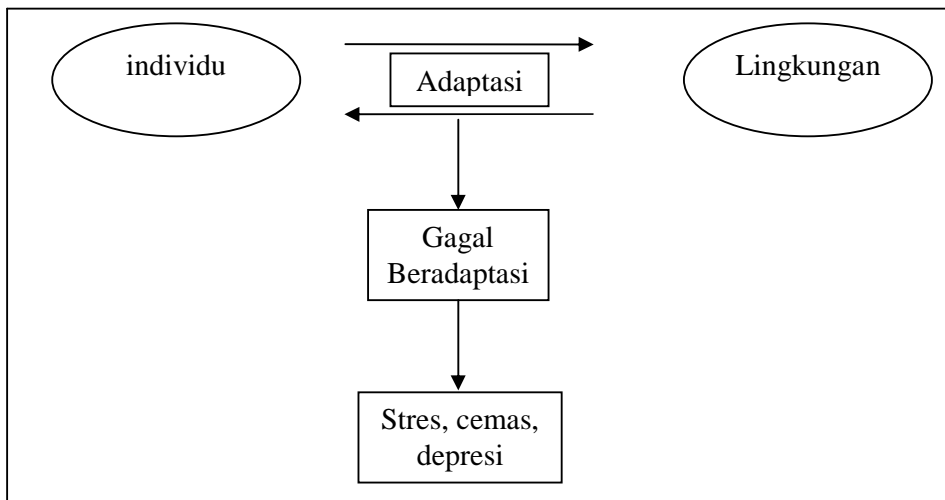 individu
Adaptasi
Lingkungan
Gagal
Beradaptasi
Stres, cemas,
depresi